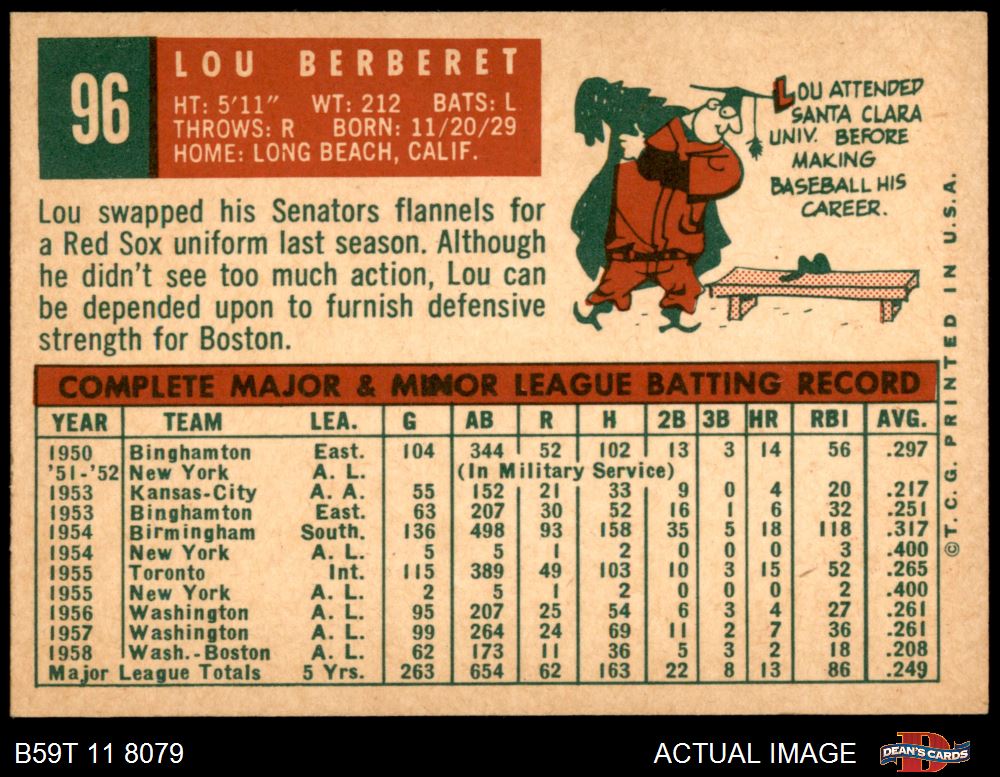 96
LOU BERBERET
HT: 5'11" WT: 212 BATS: L
THROWS: R BORN: 11/20/29
HOME: LONG BEACH, CALIF.
LOU ATTENDED
SANTA CLARA
UNIV. BEFORE
MAKING
BASEBALL HIS
CAREER.
Lou swapped his Senators flannels for
a Red Sox uniform last season. Although
he didn't see too much action, Lou can
be depended upon to furnish defensive
strength for Boston.
COMPLETE MAJOR & MINOR LEAGUE BATTING RECORD
YEAR TEAM LEA. G AB R H 2B 3B HR RBI AVG.
1950 Binghamton East. 104 344 52 102 13 3 14 56 .297
'51-'52 New York A. L. (In Military Service)
1953 Kansas-City A. A. 55 152 21 33 9 0 4 20 .217
1953 Binghamton East. 63 207 30 52 16 1 6 32 .251
1954 Birmingham South. 136 498 93 158 35 5 18 118 .317
1954 New York A. L. 5 5 1 2 0 0 0 3 .400
1955 Toronto Int. 115 389 49 103 10 3 15 52 .265
1955 New York A. L. 2 5 1 2 0 0 0 2 .400
1956 Washington A. L. 95 207 25 54 6 3 4 27 .261
1957 Washington A. L. 99 264 24 69 11 2 7 36 .261
1958 Wash.-Boston A. L. 62 173 11 36 5 3 2 18 .208
Major League Totals 5 Yrs. 263 654 62 163 22 8 13 86 .249
©T. C. G. PRINTED IN U.S.A.
B59T 11 8079
ACTUAL IMAGE
D
DEAN'S CARDS